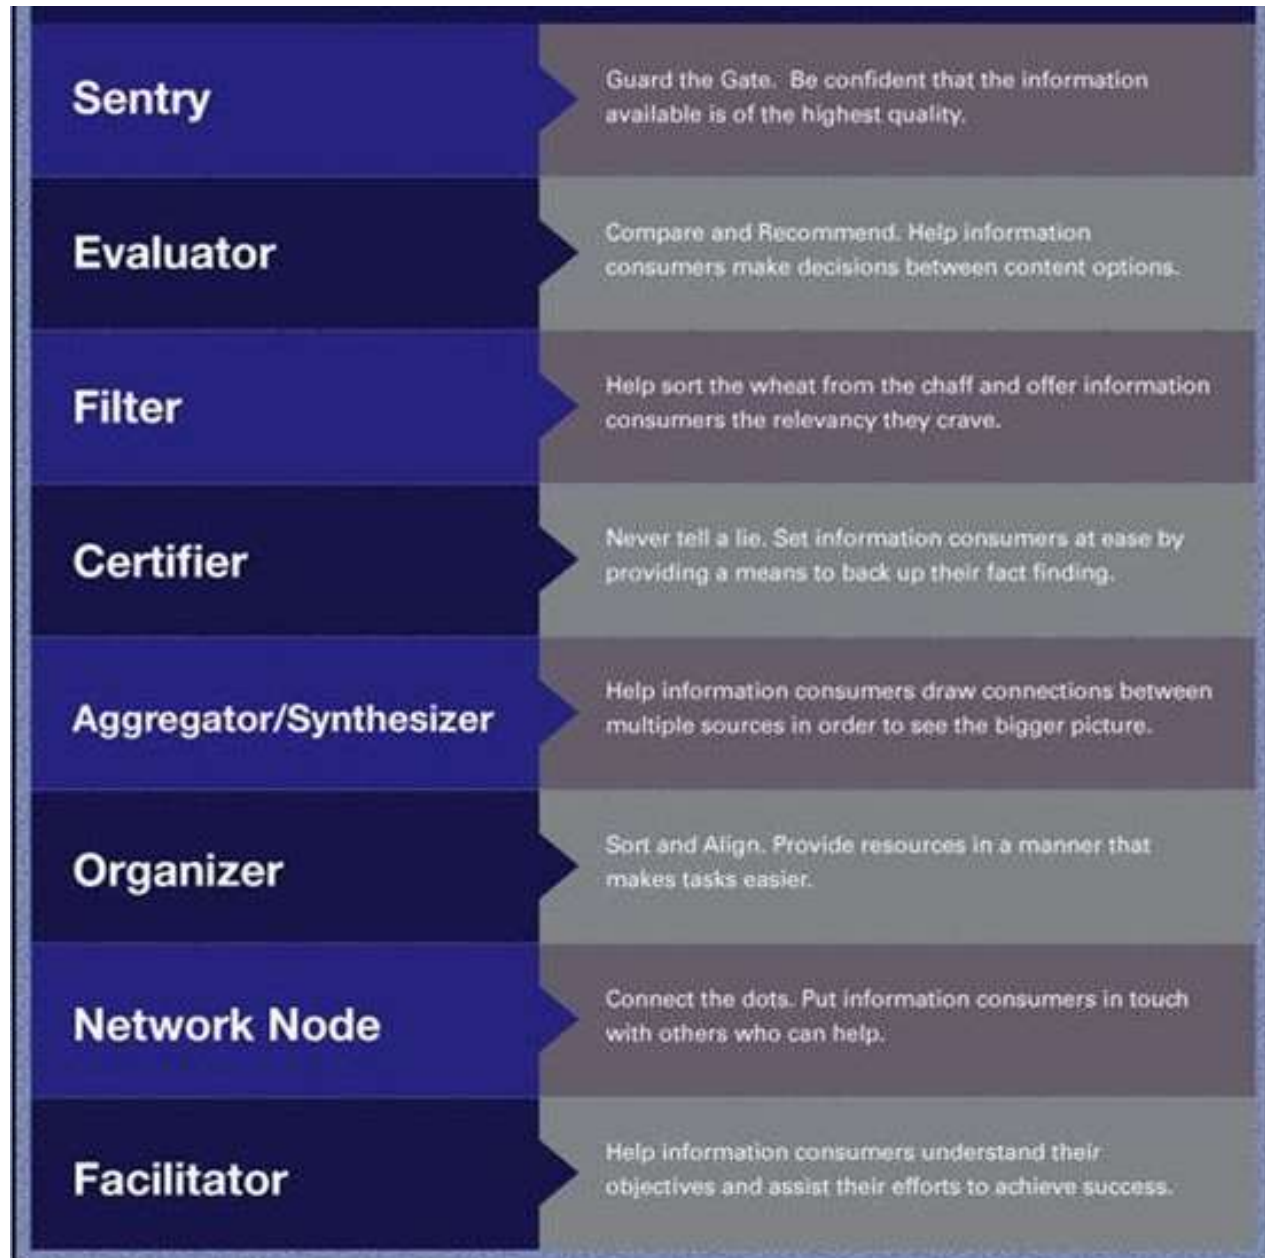 Sentry
Guard the Gate. Be confident that the information
available is of the highest quality.
Evaluator
Compare and Recommend. Help information
consumers make decisions between content options.
Filter
Help sort the wheat from the chaff and offer information
consumers the relevancy they crave.
Certifier
Never tell a lie. Set information consumers at ease by
providing a means to back up their fact finding.
Aggregator/Synthesizer
Help information consumers draw connections between
multiple sources in order to see the bigger picture.
Organizer
Sort and Align. Provide resources in a manner that
makes tasks easier.
Network Node
Connect the dots. Put information consumers in touch
with others who can help.
Facilitator
Help information consumers understand their
objectives and assist their efforts to achieve success.